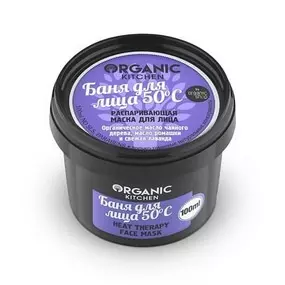 ORGANIC
KITCHEN
Баня для
лица 50°C
РАСПАРИВАЮЩАЯ
МАСКА ДЛЯ ЛИЦА
Органическое масло чайного
дерева, масло ромашки
и свежая лаванда
ORGANIC
KITCHEN
Баня для
лица 50°C
100ml
HEAT THERAPY
FACE MASK